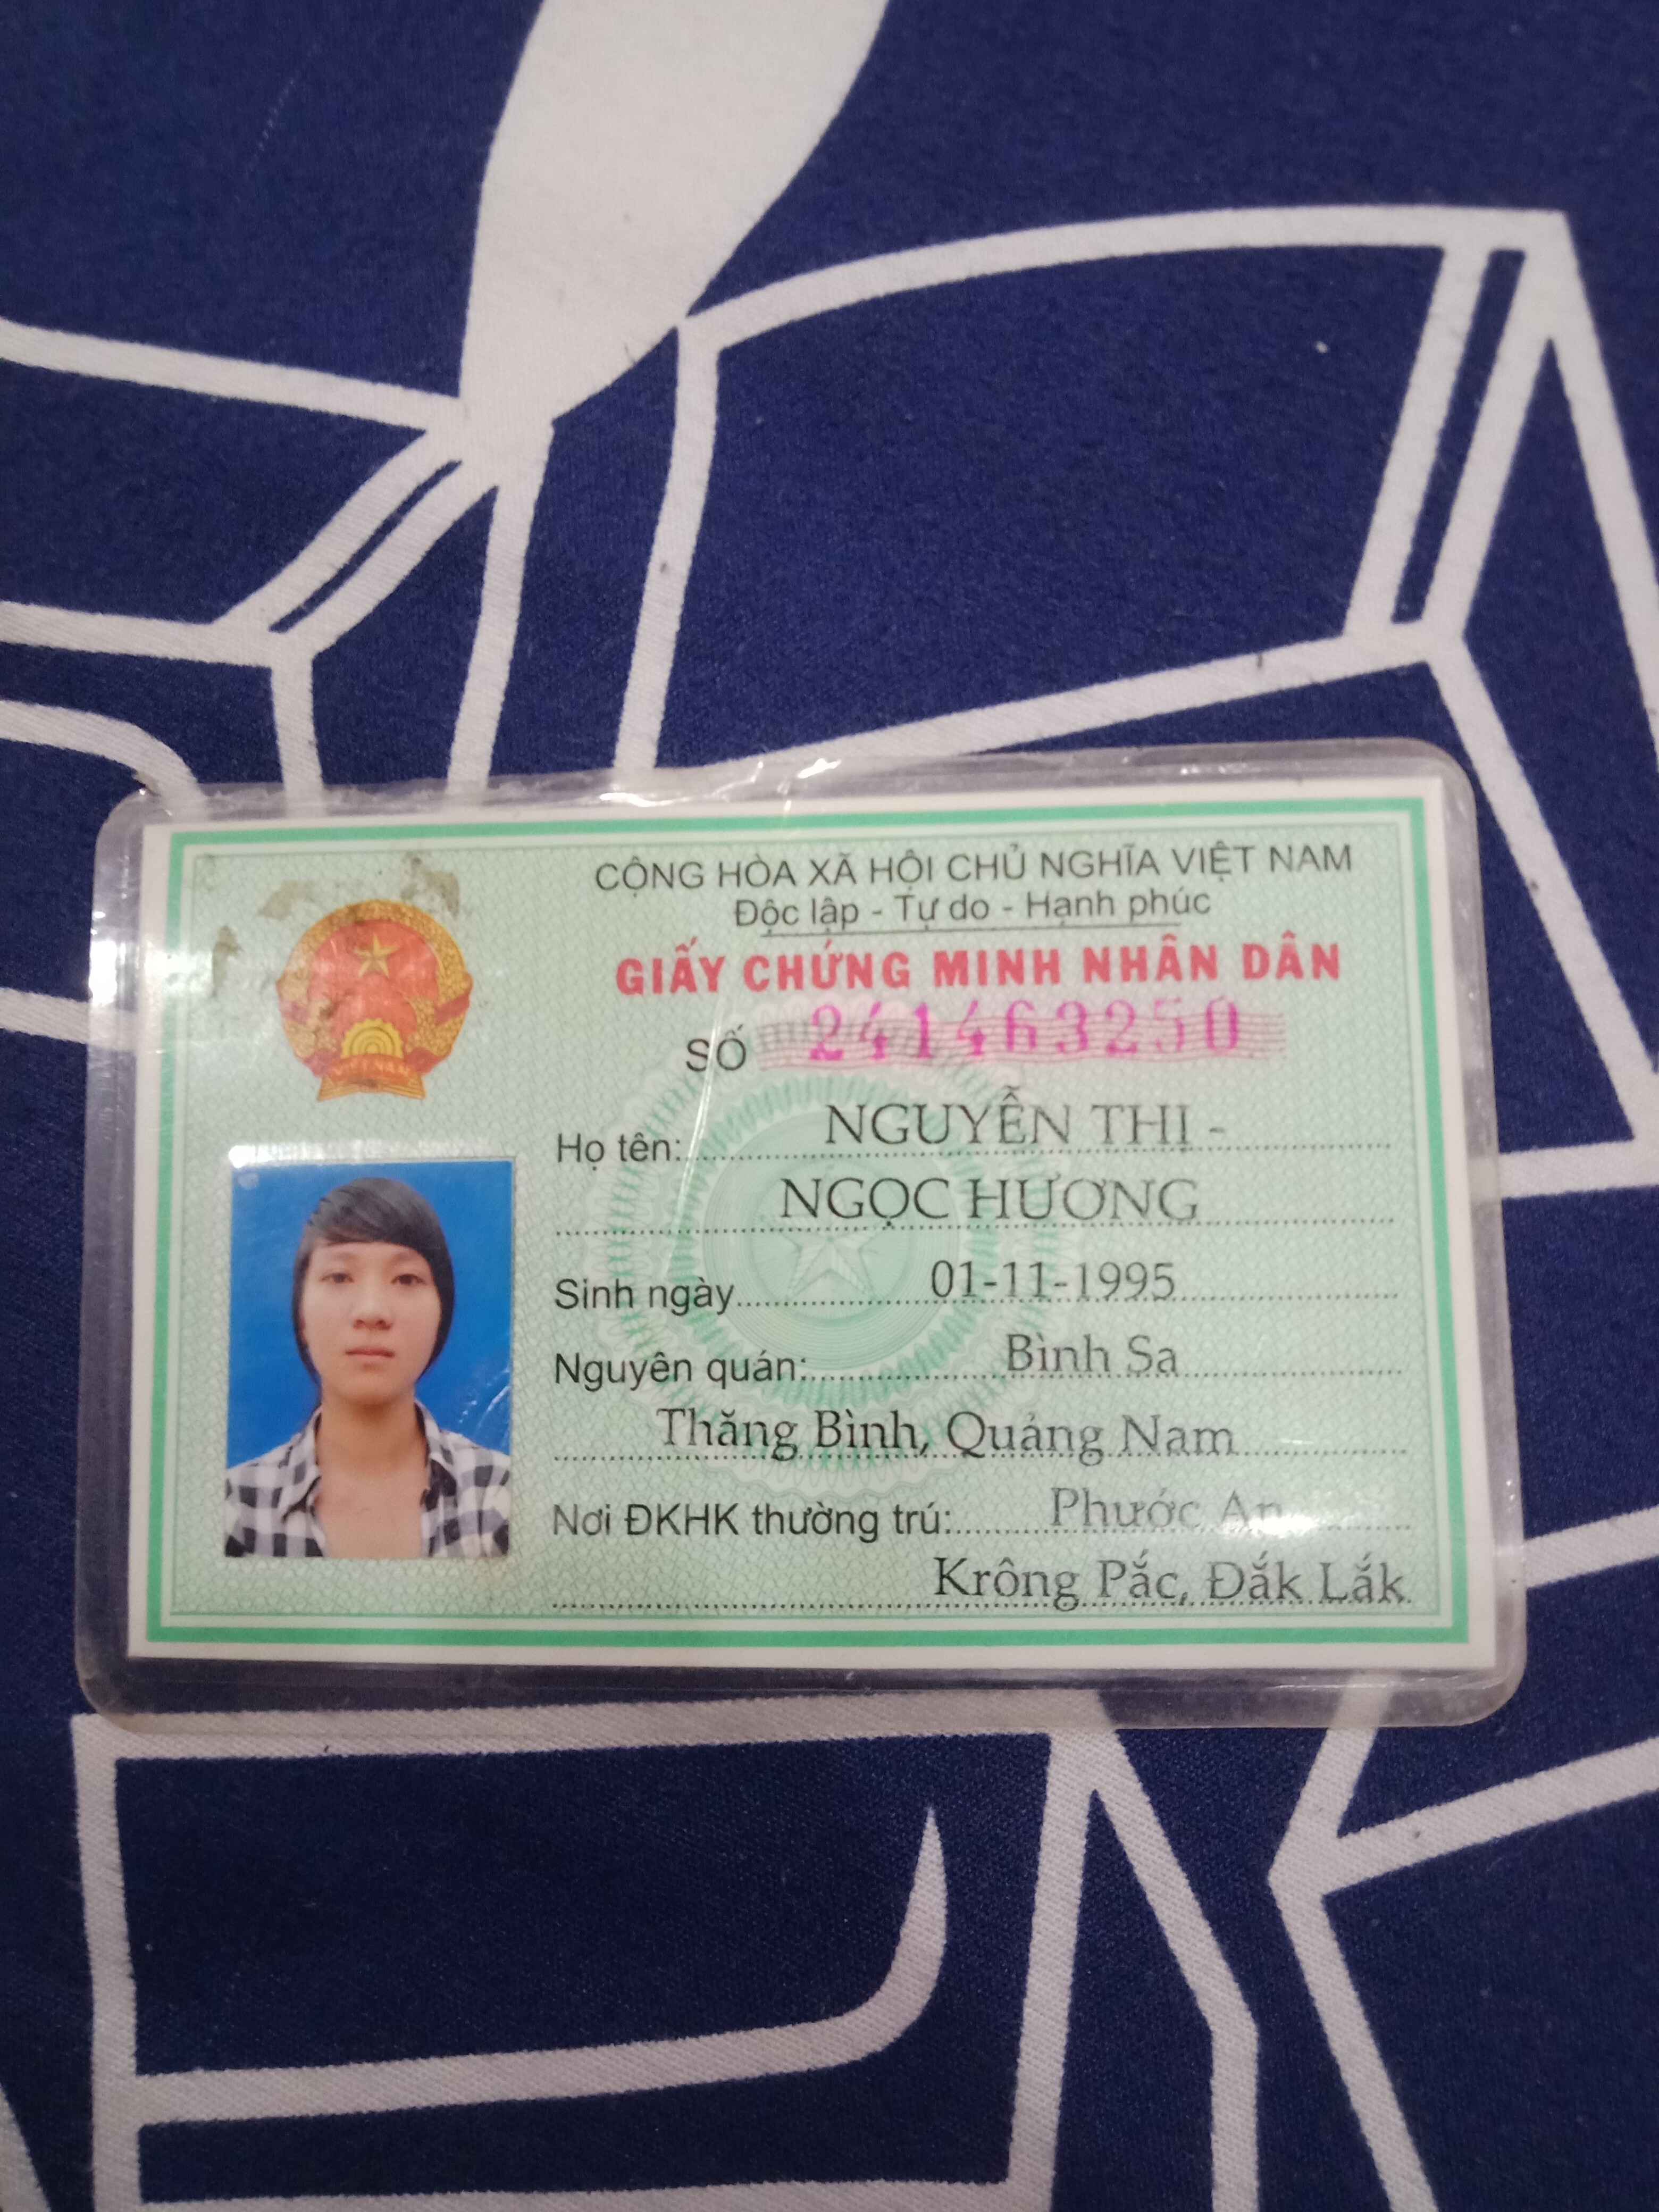 CỘNG HÒA XÃ HỘI CHỦ NGHĨA VIỆT NAM
Độc lập - Tự do - Hạnh phúc
GIẤY CHỨNG MINH NHÂN DÂN
SỐ 241463250
VIỆT NAM
Họ tên: NGUYỄN THỊ -
NGỌC HƯƠNG
Sinh ngày 01-11-1995
Nguyên quán: Bình Sa
Thăng Bình, Quảng Nam
Nơi ĐKHK thường trú: Phước An
Krông Pắc, Đắk Lắk